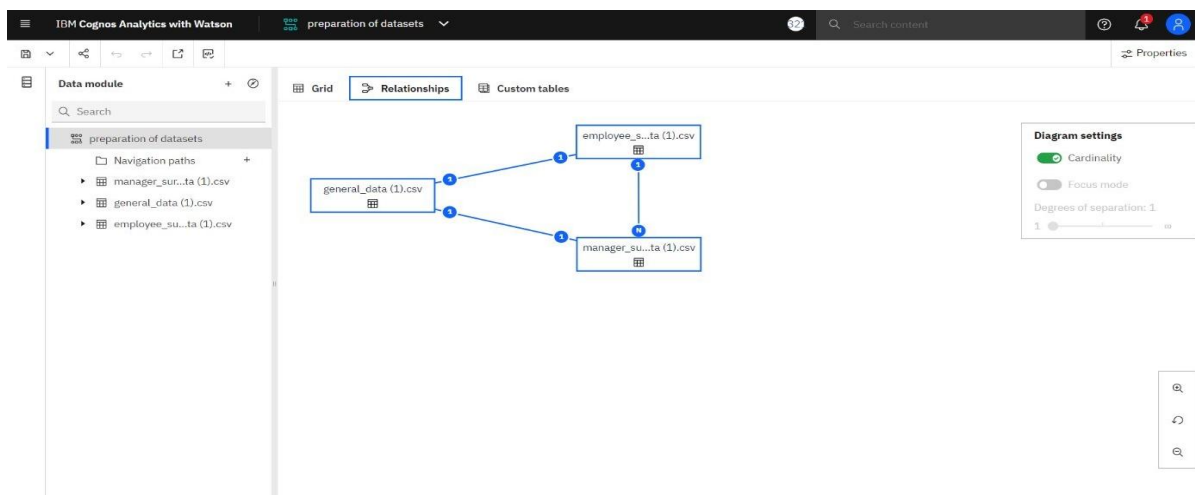 IBM Cognos Analytics with Watson
preparation of datasets
321
Search content
1
Properties
Data module
Search
preparation of datasets
Navigation paths
manager_sur...ta (1).csv
general_data (1).csv
employee_su...ta (1).csv
Grid
Relationships
Custom tables
employee_s...ta (1).csv
1
1
1
general_data (1).csv
1
1
1
N
manager_su...ta (1).csv
Diagram settings
Cardinality
Focus mode
Degrees of separation: 1
1 ∞